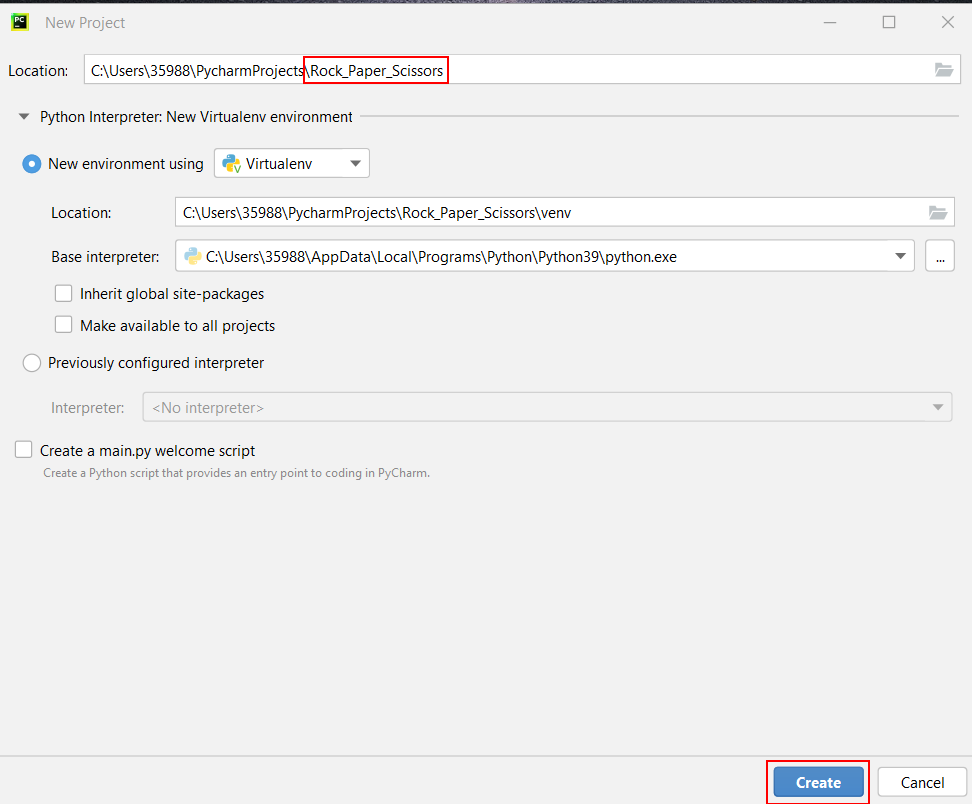 PC New Project
Location: C:\Users\35988\PycharmProjects\Rock_Paper_Scissors
Python Interpreter: New Virtualenv environment
New environment using Virtualenv
Location: C:\Users\35988\PycharmProjects\Rock_Paper_Scissors\venv
Base interpreter: C:\Users\35988\AppData\Local\Programs\Python\Python39\python.exe ...
Inherit global site-packages
Make available to all projects
Previously configured interpreter
Interpreter: <No interpreter>
Create a main.py welcome script
Create a Python script that provides an entry point to coding in PyCharm.
Create Cancel